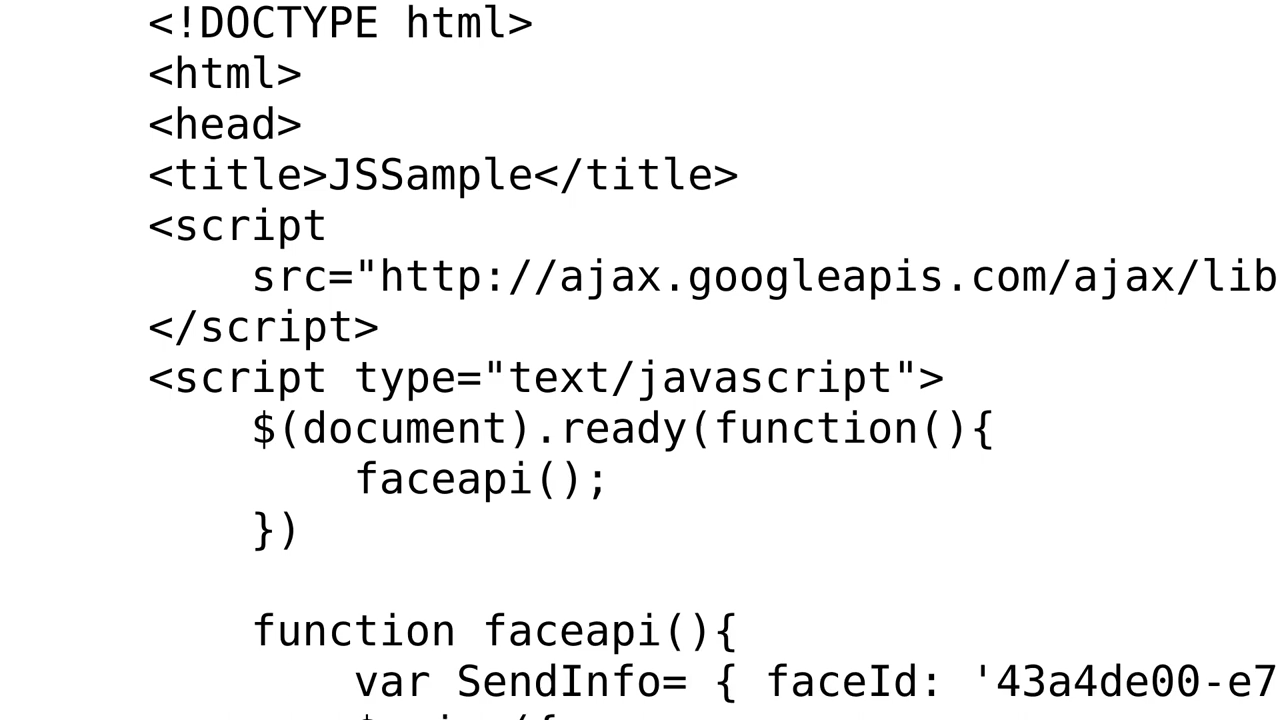 <!DOCTYPE html>
<html>
<head>
<title>JSSample</title>
<script
src="http://ajax.googleapis.com/ajax/lib
</script>
<script type="text/javascript">
$(document).ready(function(){
faceapi();
})
function faceapi(){
var SendInfo= { faceId: '43a4de00-e7